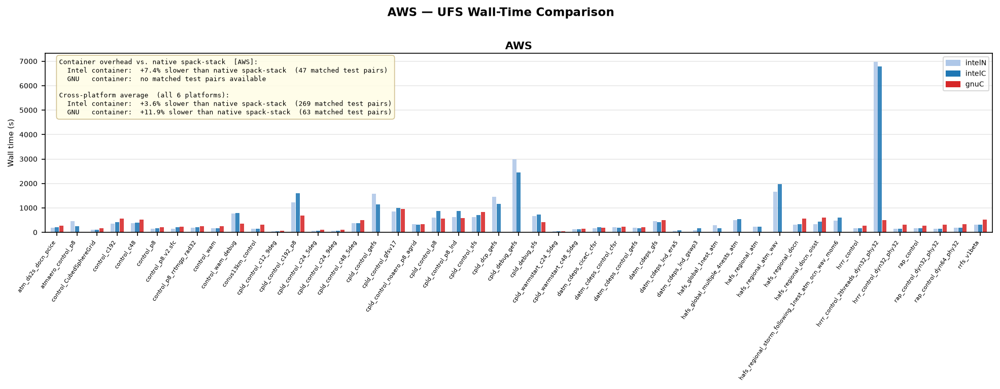 AWS — UFS Wall-Time Comparison
AWS
Container overhead vs. native spack-stack  [AWS]:
Intel container:  +7.4% slower than native spack-stack  (47 matched test pairs)
GNU   container:  no matched test pairs available
Cross-platform average  (all 6 platforms):
Intel container:  +3.6% slower than native spack-stack  (269 matched test pairs)
GNU   container:  +11.9% slower than native spack-stack  (63 matched test pairs)
intelN
intelC
gnuC
Wall time (s)
7000
6000
5000
4000
3000
2000
1000
0
atm_ds2s_docn_pcice
atmaero_control_p8
control_CubedSphereGrid
control_c192
control_c48
control_p8
control_p8.v2.sfc
control_p8_rrtmgp_rad32
control_wam
control_wam_debug
conus13km_control
cpld_control_c12_9deg
cpld_control_c192_p8
cpld_control_c24_5deg
cpld_control_c24_9deg
cpld_control_c48_5deg
cpld_control_gefs
cpld_control_gfsv17
cpld_control_noaero_p8_agrid
cpld_control_p8
cpld_control_p8_lnd
cpld_control_sfs
cpld_dcp_gefs
cpld_debug_gefs
cpld_debug_sfs
cpld_warmstart_c24_5deg
cpld_warmstart_c48_5deg
datm_cdeps_ciceC_cfsr
datm_cdeps_control_cfsr
datm_cdeps_control_gefs
datm_cdeps_gfs
datm_cdeps_lnd_era5
datm_cdeps_lnd_gswp3
hafs_global_1nest_atm
hafs_global_multiple_4nests_atm
hafs_regional_atm
hafs_regional_atm_wav
hafs_regional_docn
hafs_regional_docn_oisst
hafs_regional_storm_following_1nest_atm_ocn_wav_mom6
hrrr_control
hrrr_control_2threads_dyn32_phy32
hrrr_control_dyn32_phy32
rap_control
rap_control_dyn32_phy32
rap_control_dyn64_phy32
rrfs_v1beta